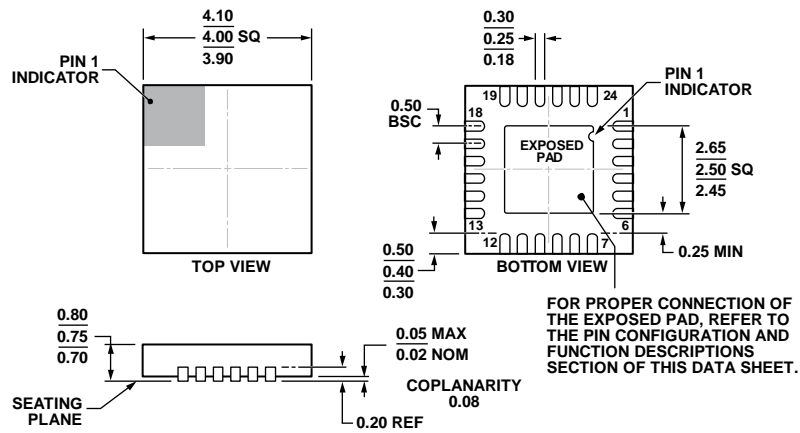 4.10
4.00 SQ
3.90
PIN 1
INDICATOR
TOP VIEW
0.30
0.25
0.18
PIN 1
INDICATOR
0.50
BSC
19
24
18
1
EXPOSED
PAD
2.65
2.50 SQ
2.45
13
6
12
7
0.50
0.40
0.30
BOTTOM VIEW
0.25 MIN
FOR PROPER CONNECTION OF
THE EXPOSED PAD, REFER TO
THE PIN CONFIGURATION AND
FUNCTION DESCRIPTIONS
SECTION OF THIS DATA SHEET.
0.80
0.75
0.70
0.05 MAX
0.02 NOM
COPLANARITY
0.08
SEATING
PLANE
0.20 REF